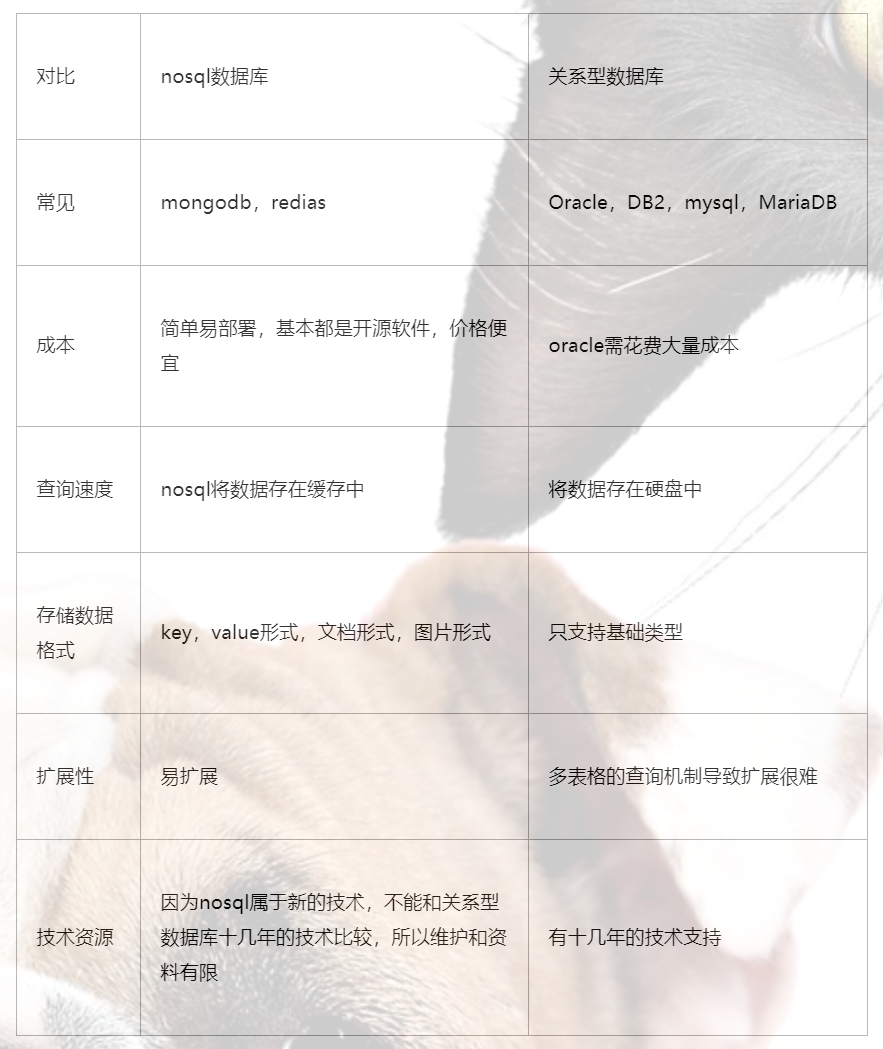 对比
nosql数据库
关系型数据库
常见
mongodb，redias
Oracle，DB2，mysql，MariaDB
成本
简单易部署，基本都是开源软件，价格便
宜
oracle需花费大量成本
查询速度
nosql将数据存在缓存中
将数据存在硬盘中
存储数据
格式
key，value形式，文档形式，图片形式
只支持基础类型
扩展性
易扩展
多表格的查询机制导致扩展很难
技术资源
因为nosql属于新的技术，不能和关系型
数据库十几年的技术比较，所以维护和资
料有限
有十几年的技术支持